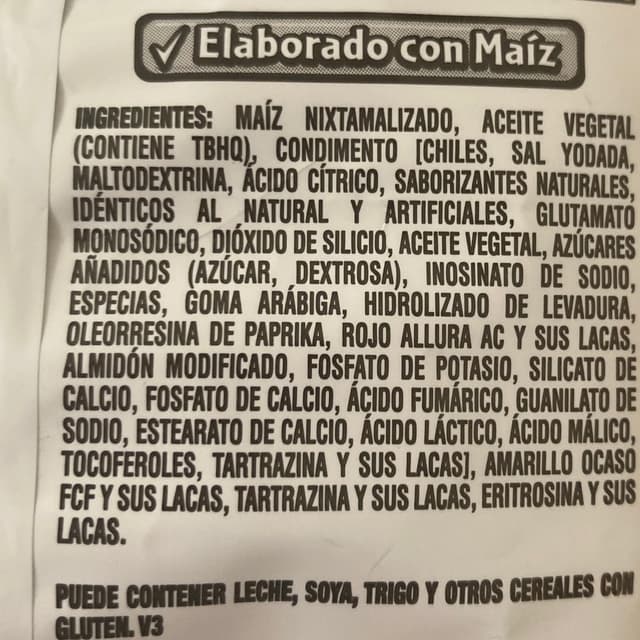 Elaborado con Maíz
INGREDIENTES: MAÍZ NIXTAMALIZADO, ACEITE VEGETAL
(CONTIENE TBHQ), CONDIMENTO [CHILES, SAL YODADA,
MALTODEXTRINA, ÁCIDO CÍTRICO, SABORIZANTES NATURALES,
IDÉNTICOS AL NATURAL Y ARTIFICIALES, GLUTAMATO
MONOSÓDICO, DIÓXIDO DE SILICIO, ACEITE VEGETAL, AZÚCARES
AÑADIDOS (AZÚCAR, DEXTROSA), INOSINATO DE SODIO,
ESPECIAS, GOMA ARÁBIGA, HIDROLIZADO DE LEVADURA,
OLEORRESINA DE PAPRIKA, ROJO ALLURA AC Y SUS LACAS,
ALMIDÓN MODIFICADO, FOSFATO DE POTASIO, SILICATO DE
CALCIO, FOSFATO DE CALCIO, ÁCIDO FUMÁRICO, GUANILATO DE
SODIO, ESTEARATO DE CALCIO, ÁCIDO LÁCTICO, ÁCIDO MÁLICO,
TOCOFEROLES, TARTRAZINA Y SUS LACAS], AMARILLO OCASO
FCF Y SUS LACAS, TARTRAZINA Y SUS LACAS, ERITROSINA Y SUS
LACAS.
PUEDE CONTENER LECHE, SOYA, TRIGO Y OTROS CEREALES CON
GLUTEN. V3